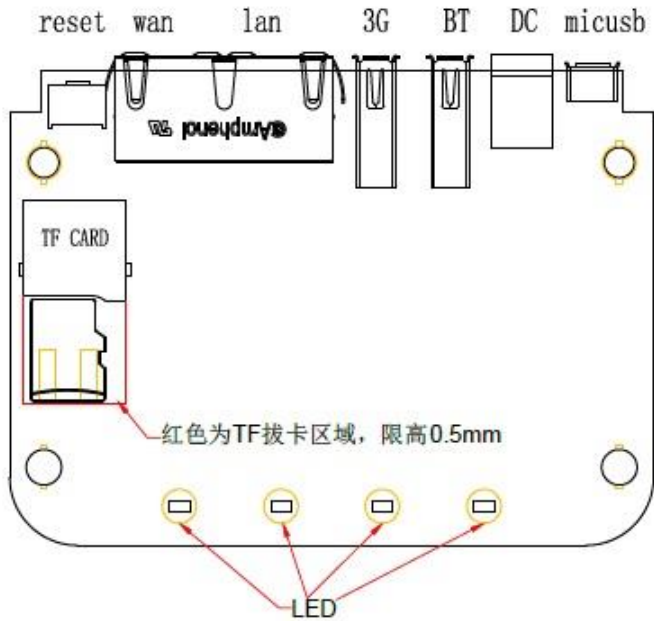 reset wan lan 3G BT DC micusb
Amphenol
TF CARD
红色为TF拔卡区域，限高0.5mm
LED